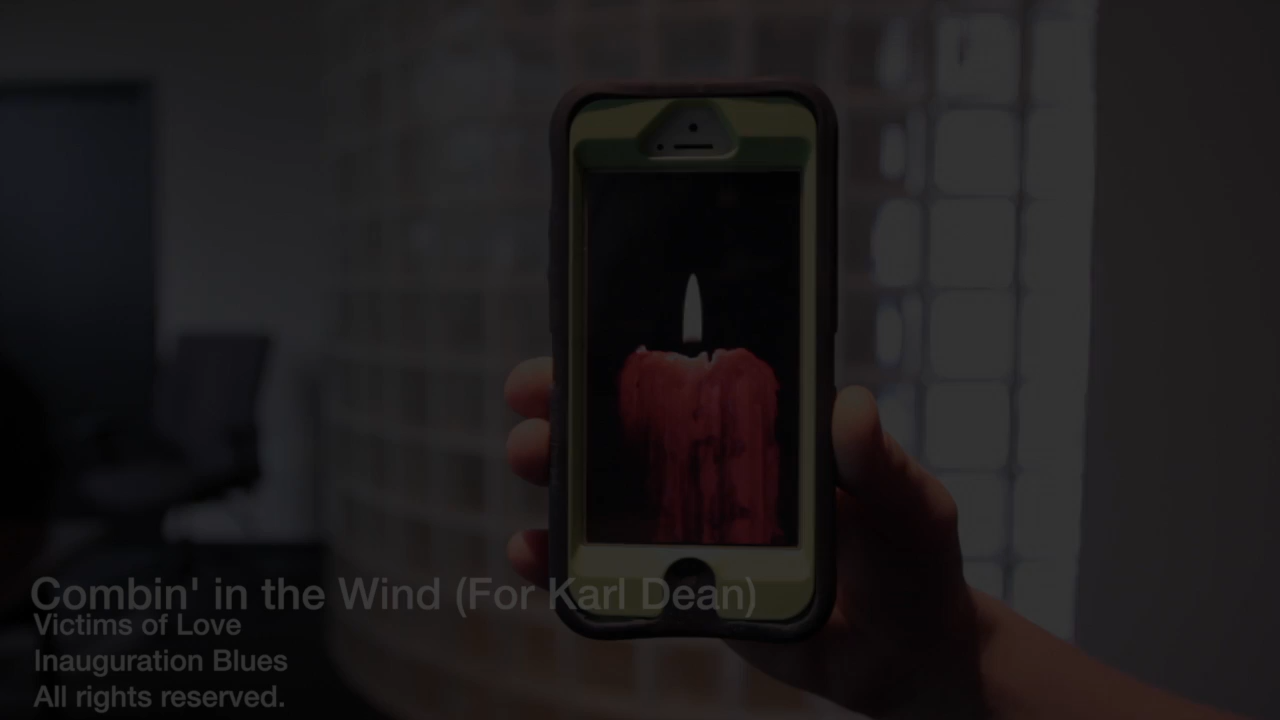 Combin' in the Wind (For Karl Dean)
Victims of Love
Inauguration Blues
All rights reserved.